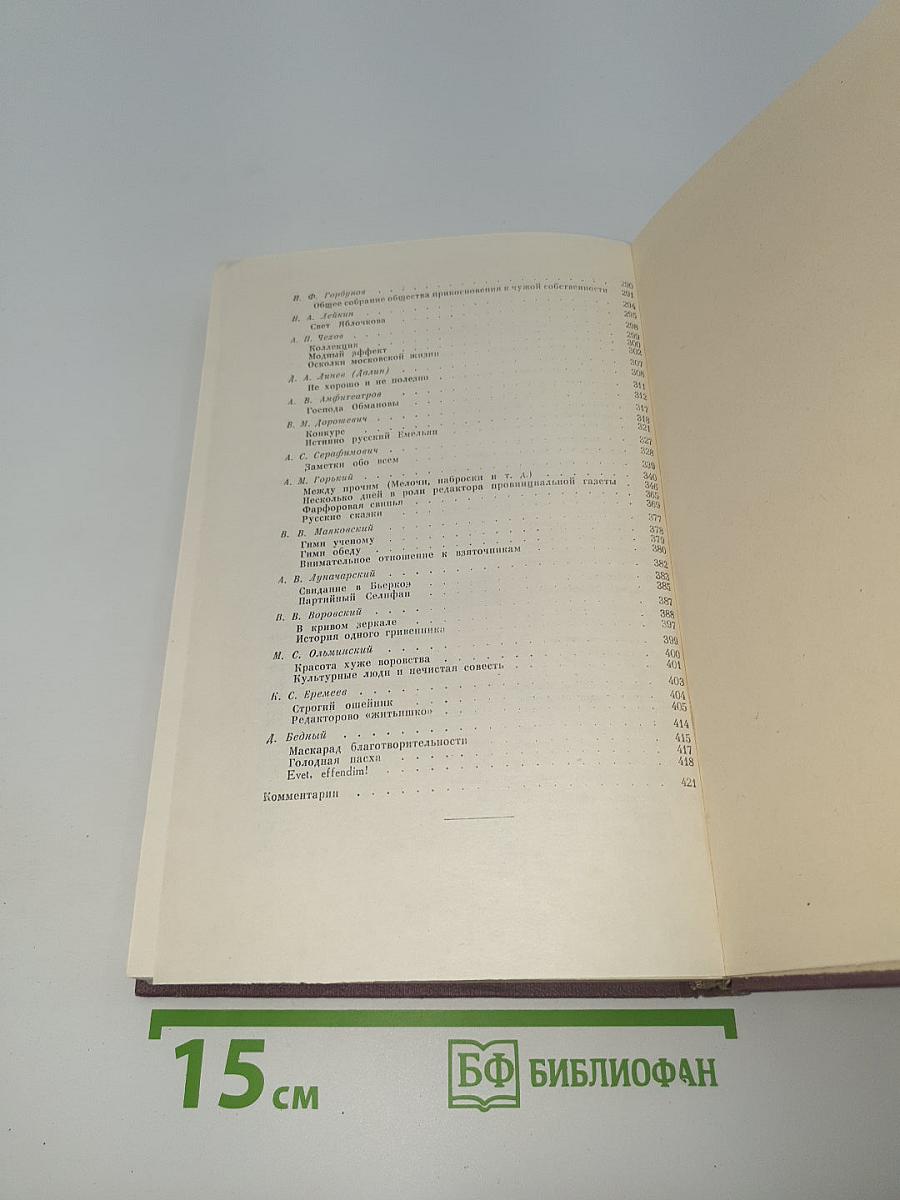 И. Ф. Горбунов . . . 290
Общее собрание общества прикосновения к чужой собственности 291
Н. А. Лейкин . . . 294
Свет Яблочкова . . . 295
А. П. Чехов . . . 298
Коллекция . . . 299
Модный эффект . . . 300
Осколки московской жизни . . . 302
Д. А. Линев (Далин) . . . 307
Не хорошо и не полезно . . . 308
А. В. Амфитеатров . . . 311
Господа Обмановы . . . 312
В. М. Дорошевич . . . 317
Конкурс . . . 318
Истинно русский Емельян . . . 321
А. С. Серафимович . . . 327
Заметки обо всем . . . 328
А. М. Горький . . . 339
Между прочим (Мелочи, наброски и т. д.) . . . 340
Несколько дней в роли редактора провинциальной газеты . 346
Фарфоровая свинья . . . 365
Русские сказки . . . 369
В. В. Маяковский . . . 377
Гимн ученому . . . 378
Гимн обеду . . . 379
Внимательное отношение к взяточникам . . . 380
А. В. Луначарский . . . 382
Свидание в Бьеркоэ . . . 383
Партийный Селифан . . . 385
В. В. Воровский . . . 387
В кривом зеркале . . . 388
История одного гривенника . . . 397
М. С. Ольминский . . . 399
Красота хуже воровства . . . 400
Культурные люди и нечистая совесть . . . 401
К. С. Еремеев . . . 403
Строгий ошейник . . . 404
Редакторово «житьишко» . . . 405
Д. Бедный . . . 414
Маскарад благотворительности . . . 415
Голодная пасха . . . 417
Evet, effendim! . . . 418
Комментарии . . . 421
15 см
БФ БИБЛИОФАН